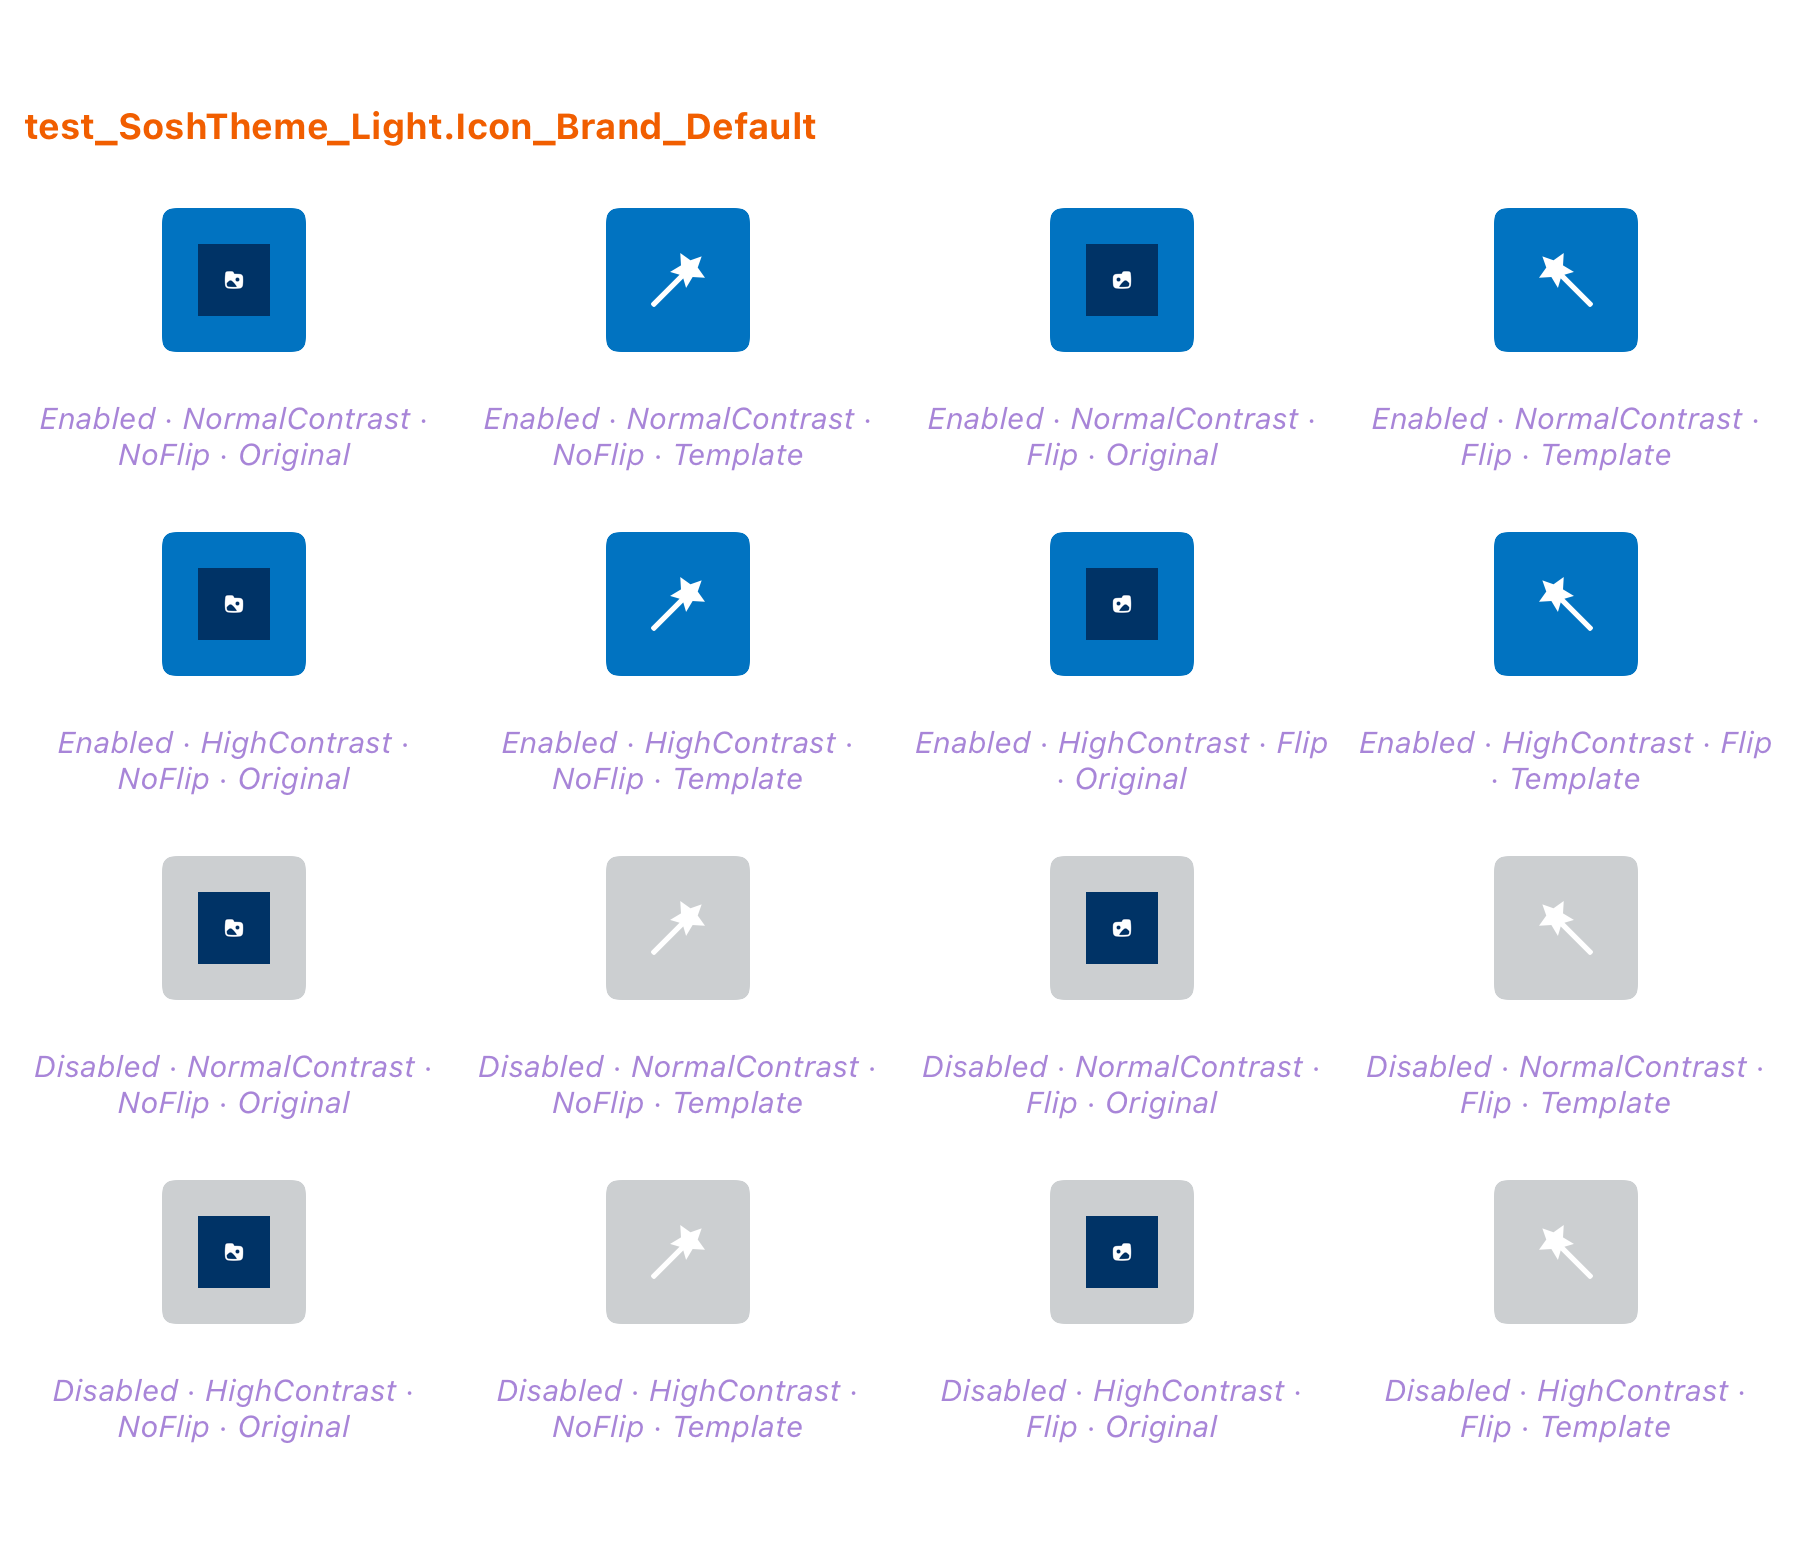 test_SoshTheme_Light.Icon_Brand_Default
Enabled · NormalContrast ·
NoFlip · Original
Enabled · NormalContrast ·
NoFlip · Template
Enabled · NormalContrast ·
Flip · Original
Enabled · NormalContrast ·
Flip · Template
Enabled · HighContrast ·
NoFlip · Original
Enabled · HighContrast ·
NoFlip · Template
Enabled · HighContrast · Flip
· Original
Enabled · HighContrast · Flip
· Template
Disabled · NormalContrast ·
NoFlip · Original
Disabled · NormalContrast ·
NoFlip · Template
Disabled · NormalContrast ·
Flip · Original
Disabled · NormalContrast ·
Flip · Template
Disabled · HighContrast ·
NoFlip · Original
Disabled · HighContrast ·
NoFlip · Template
Disabled · HighContrast ·
Flip · Original
Disabled · HighContrast ·
Flip · Template